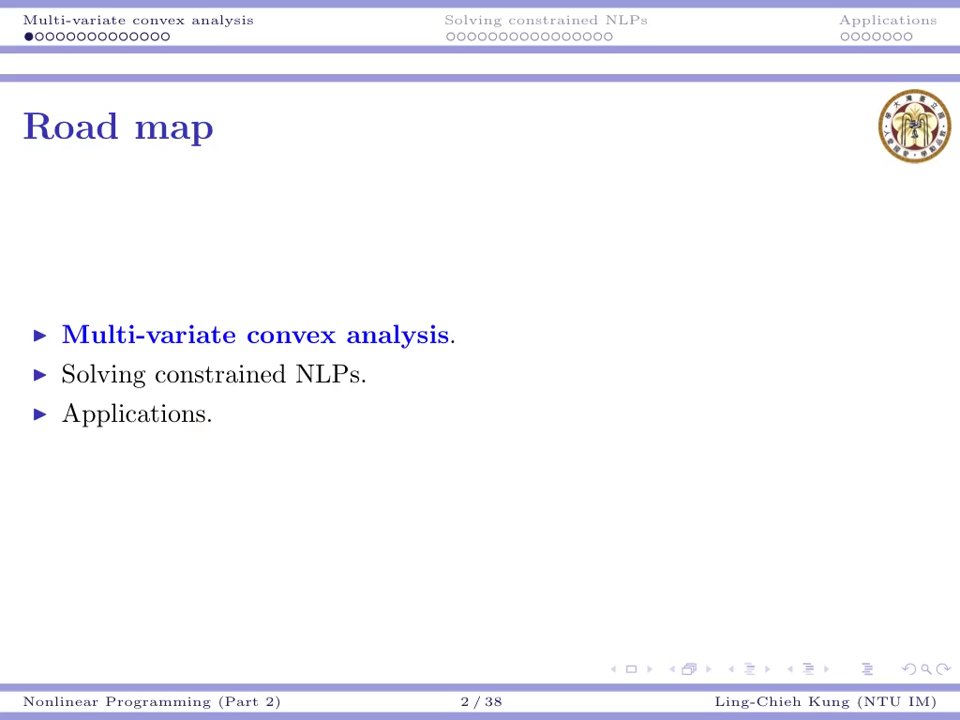 Multi-variate convex analysis
Solving constrained NLPs
Applications
Road map
Multi-variate convex analysis.
Solving constrained NLPs.
Applications.
Nonlinear Programming (Part 2)
2 / 38
Ling-Chieh Kung (NTU IM)